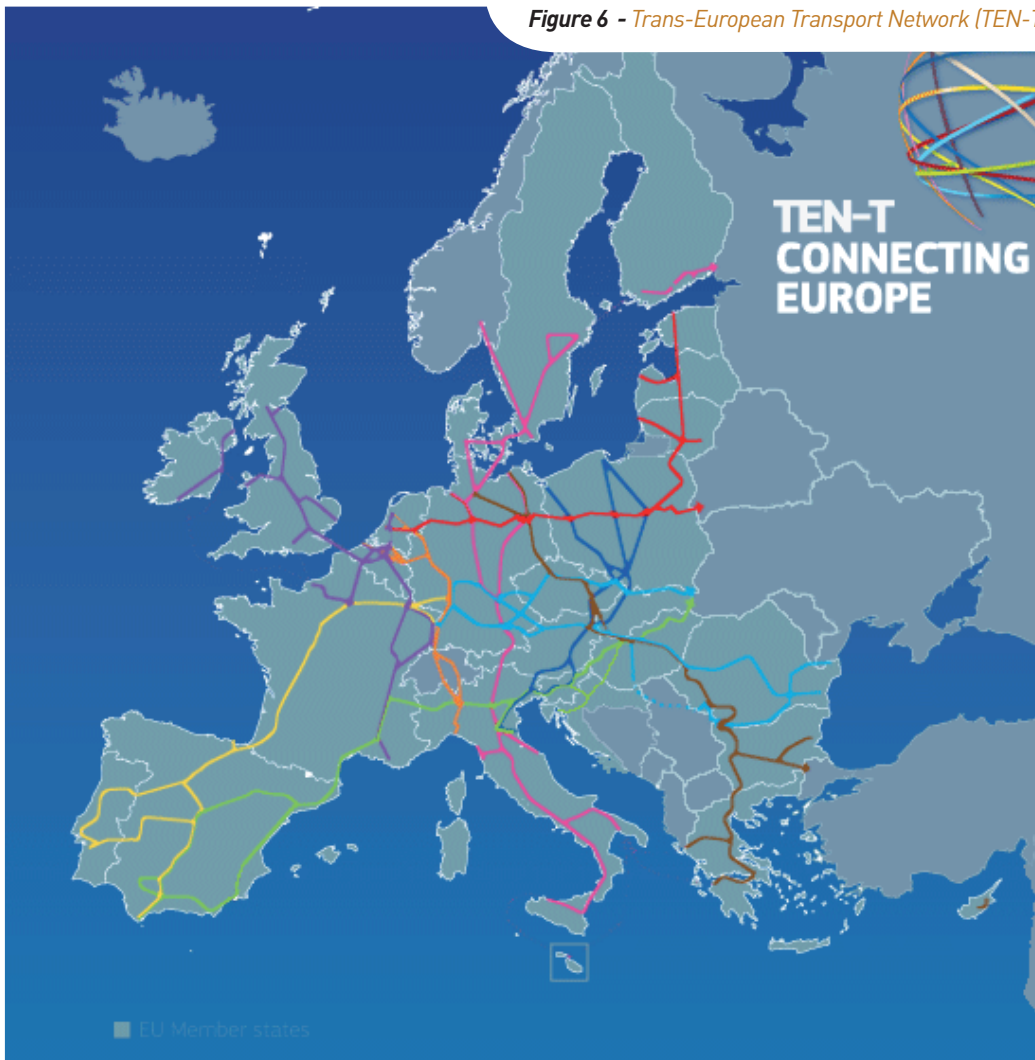 Figure 6 - Trans-European Transport Network (TEN-T
TEN-T
CONNECTING
EUROPE
EU Member states